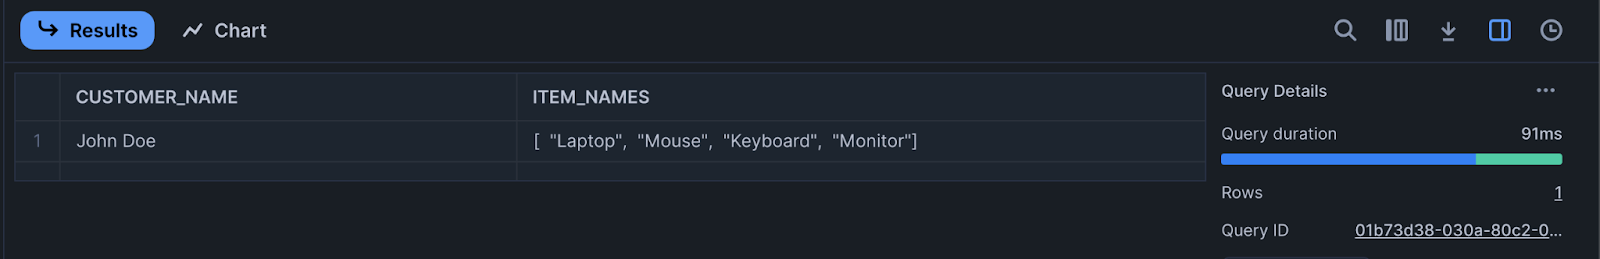 Results
Chart
CUSTOMER_NAME ITEM_NAMES
1 John Doe [ "Laptop", "Mouse", "Keyboard", "Monitor"]
Query Details ...
Query duration 91ms
Rows 1
Query ID 01b73d38-030a-80c2-0...